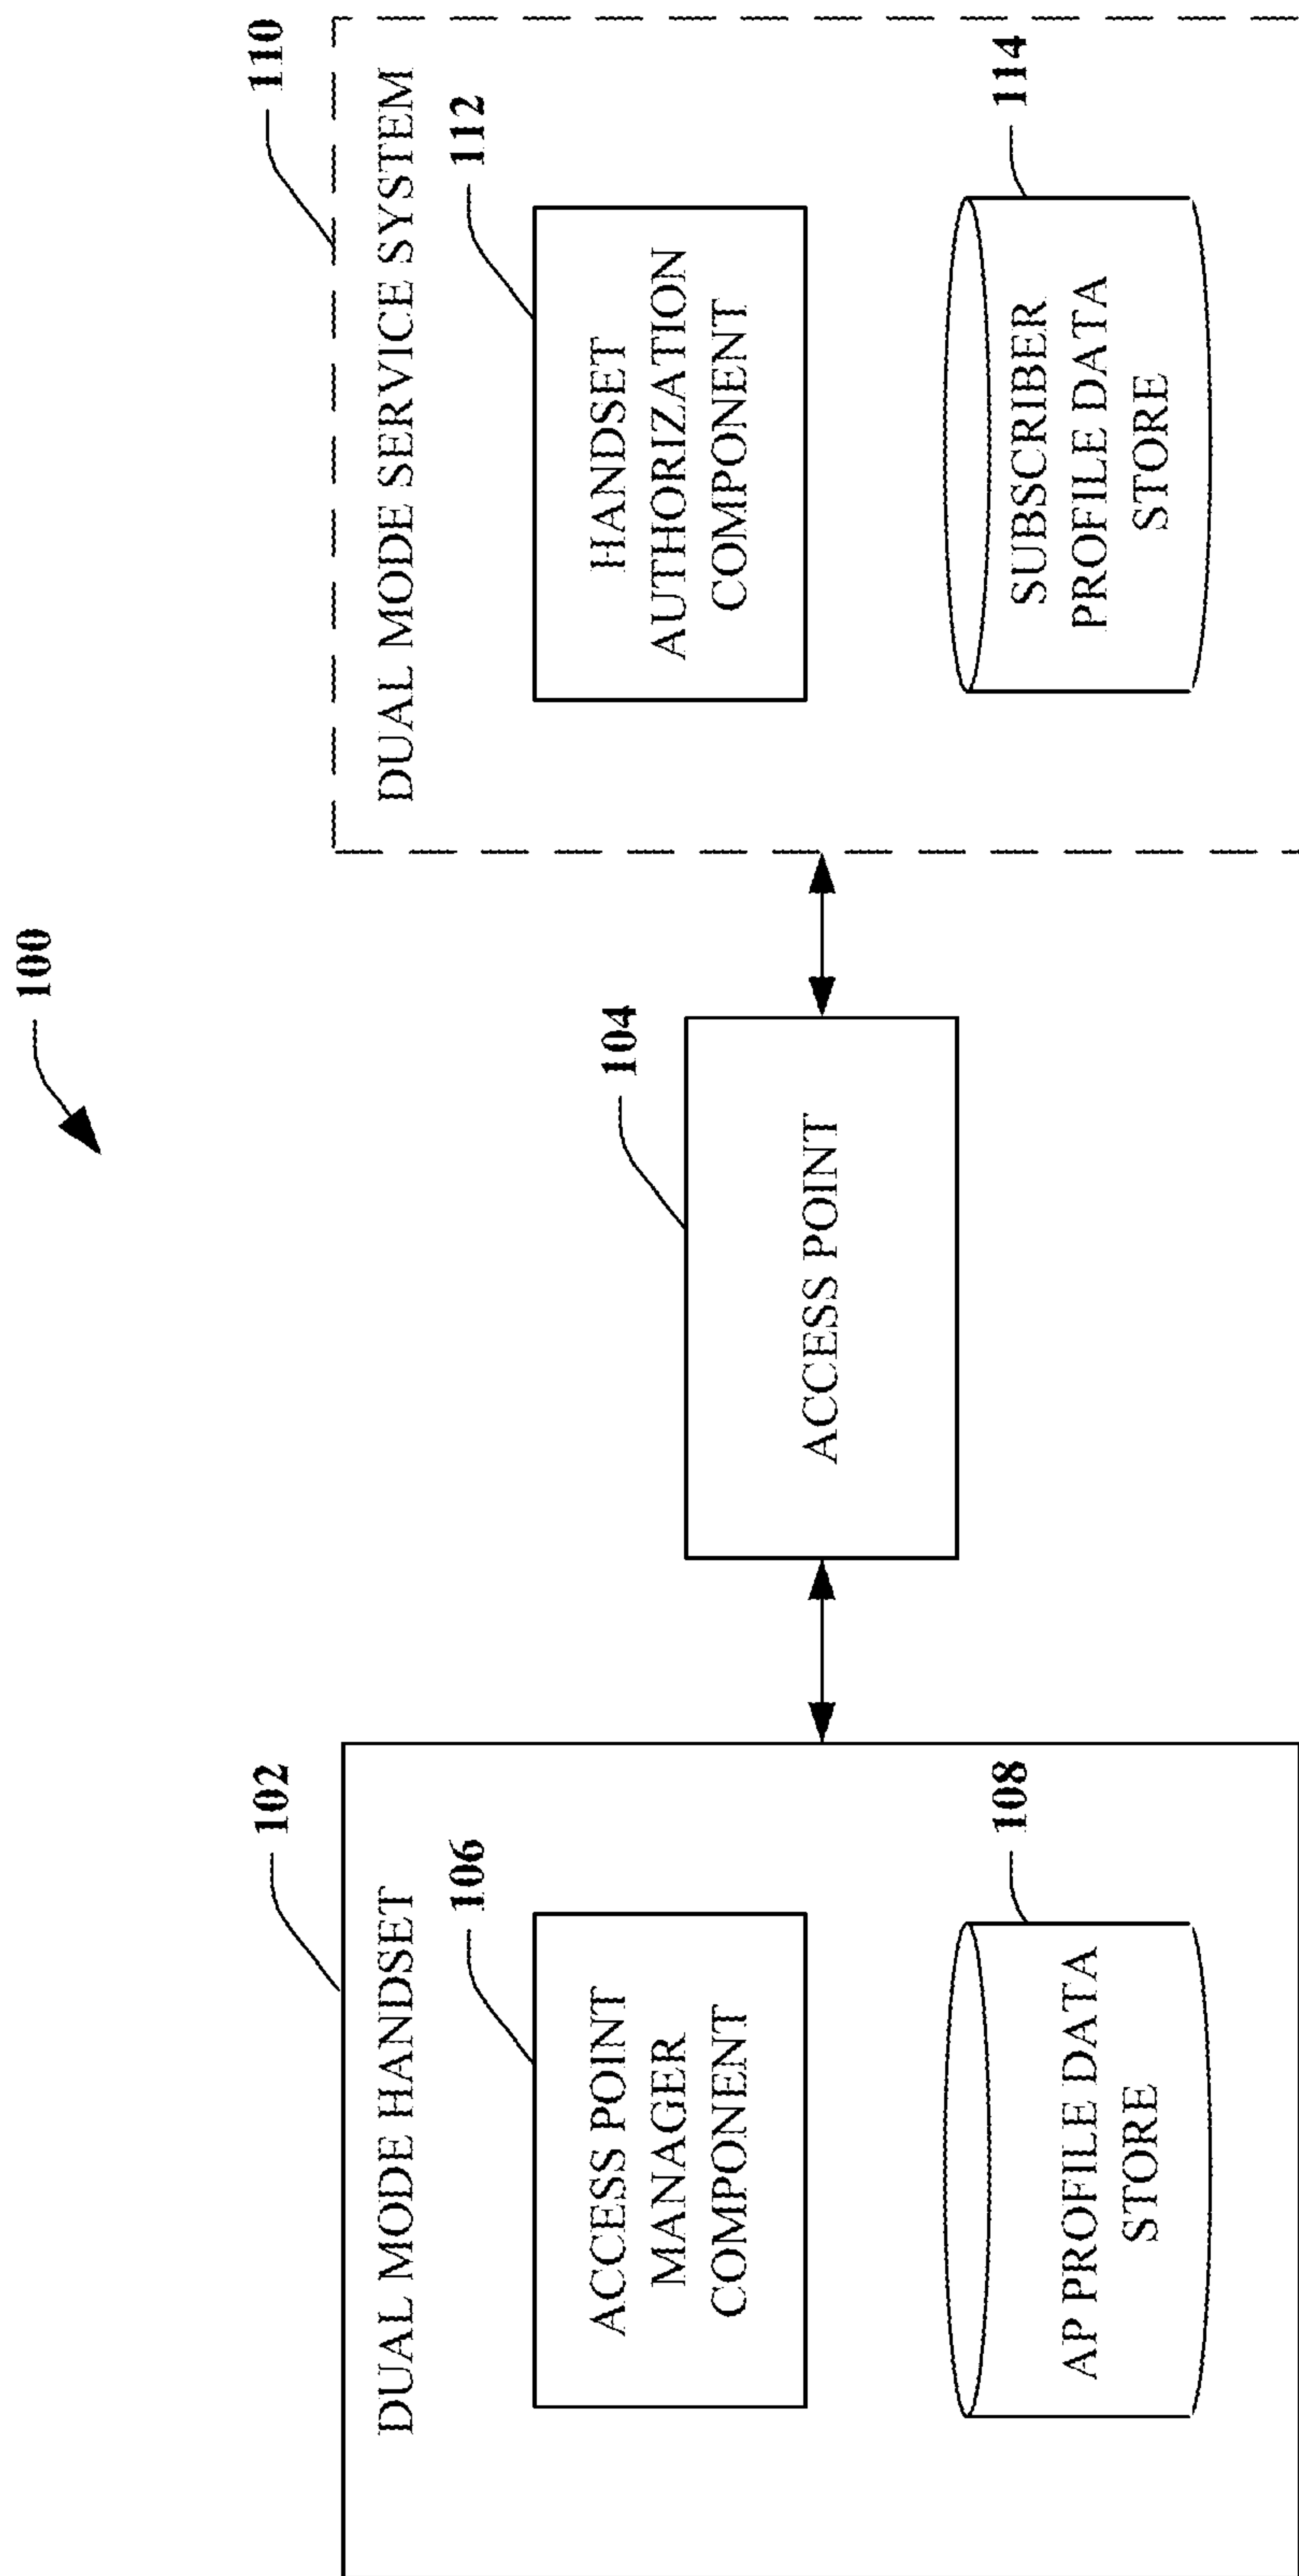 100
102
DUAL MODE HANDSET
106
ACCESS POINT
MANAGER
COMPONENT
108
AP PROFILE DATA
STORE
104
ACCESS POINT
110
DUAL MODE SERVICE SYSTEM
112
HANDSET
AUTHORIZATION
COMPONENT
114
SUBSCRIBER
PROFILE DATA
STORE